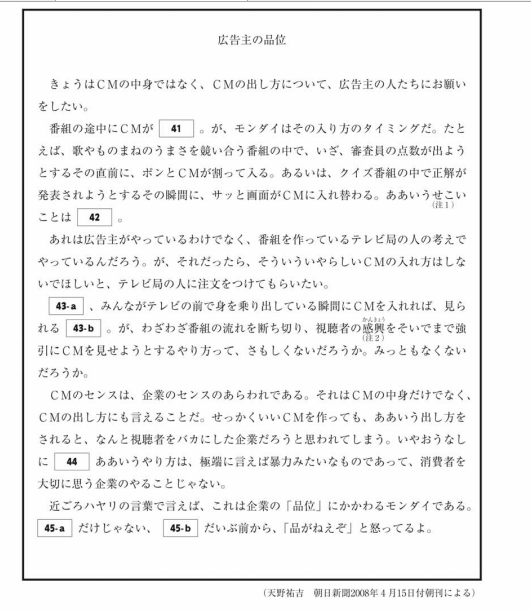 広告主の品位
きょうはＣＭの中身ではなく、ＣＭの出し方について、広告主の人たちにお願い
をしたい。
番組の途中にＣＭが 41 。が、モンダイはその入り方のタイミングだ。たと
えば、歌やものまねのうまさを競い合う番組の中で、いざ、審査員の点数が出よう
とするその直前に、ポンとＣＭが割って入る。あるいは、クイズ番組の中で正解が
発表されようとするその瞬間に、サッと画面がＣＭに入れ替わる。ああいうせこい
（注１）
ことは 42 。
あれは広告主がやっているわけでなく、番組を作っているテレビ局の人の考えで
やっているんだろう。が、それだったら、そういういやらしいＣＭの入れ方はしな
いでほしいと、テレビ局の人に注文をつけてもらいたい。
43-a 、みんながテレビの前で身を乗り出している瞬間にＣＭを入れれば、見ら
かんきょう
れる 43-b 。が、わざわざ番組の流れを断ち切り、視聴者の感興をそいでまで強
（注２）
引にＣＭを見せようとするやり方って、さもしくないだろうか。みっともなくない
だろうか。
ＣＭのセンスは、企業のセンスのあらわれである。それはＣＭの中身だけでなく、
ＣＭの出し方にも言えることだ。せっかくいいＣＭを作っても、ああいう出し方を
されると、なんと視聴者をバカにした企業だろうと思われてしまう。いやおうなし
に 44 ああいうやり方は、極端に言えば暴力みたいなものであって、消費者を
大切に思う企業のやることじゃない。
近ごろハヤリの言葉で言えば、これは企業の「品位」にかかわるモンダイである。
45-a だけじゃない、 45-b だいぶ前から、「品がねえぞ」と怒ってるよ。
（天野祐吉　朝日新聞2008年４月15日付朝刊による）